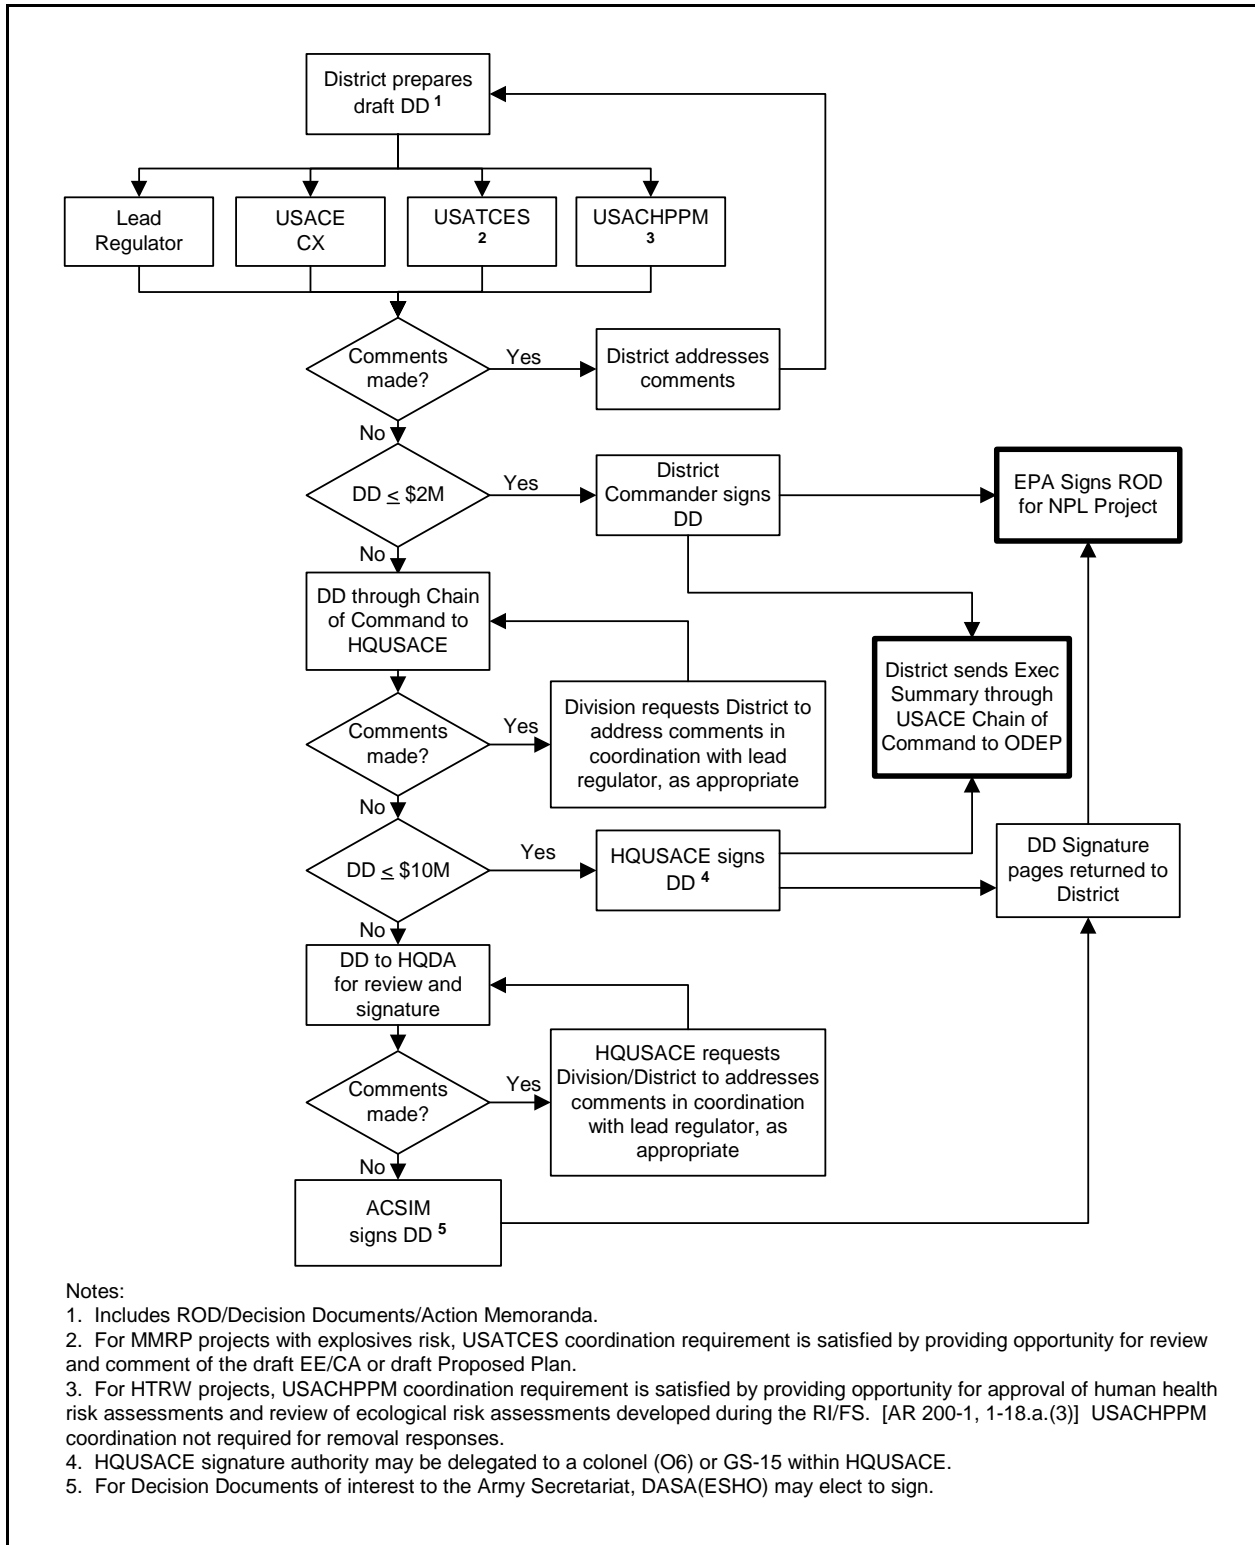 District prepares
draft DD 1
Lead
Regulator
USACE
CX
USATCES
2
USACHPPM
3
Comments
made?
Yes
District addresses
comments
No
DD ≤ $2M
Yes
District
Commander signs
DD
EPA Signs ROD
for NPL Project
No
DD through Chain
of Command to
HQUSACE
District sends Exec
Summary through
USACE Chain of
Command to ODEP
Comments
made?
Yes
Division requests District to
address comments in
coordination with lead
regulator, as appropriate
No
DD ≤ $10M
Yes
HQUSACE signs
DD 4
DD Signature
pages returned to
District
No
DD to HQDA
for review and
signature
Comments
made?
Yes
HQUSACE requests
Division/District to addresses
comments in coordination
with lead regulator, as
appropriate
No
ACSIM
signs DD 5
Notes:
1. Includes ROD/Decision Documents/Action Memoranda.
2. For MMRP projects with explosives risk, USATCES coordination requirement is satisfied by providing opportunity for review
and comment of the draft EE/CA or draft Proposed Plan.
3. For HTRW projects, USACHPPM coordination requirement is satisfied by providing opportunity for approval of human health
risk assessments and review of ecological risk assessments developed during the RI/FS. [AR 200-1, 1-18.a.(3)] USACHPPM
coordination not required for removal responses.
4. HQUSACE signature authority may be delegated to a colonel (O6) or GS-15 within HQUSACE.
5. For Decision Documents of interest to the Army Secretariat, DASA(ESHO) may elect to sign.